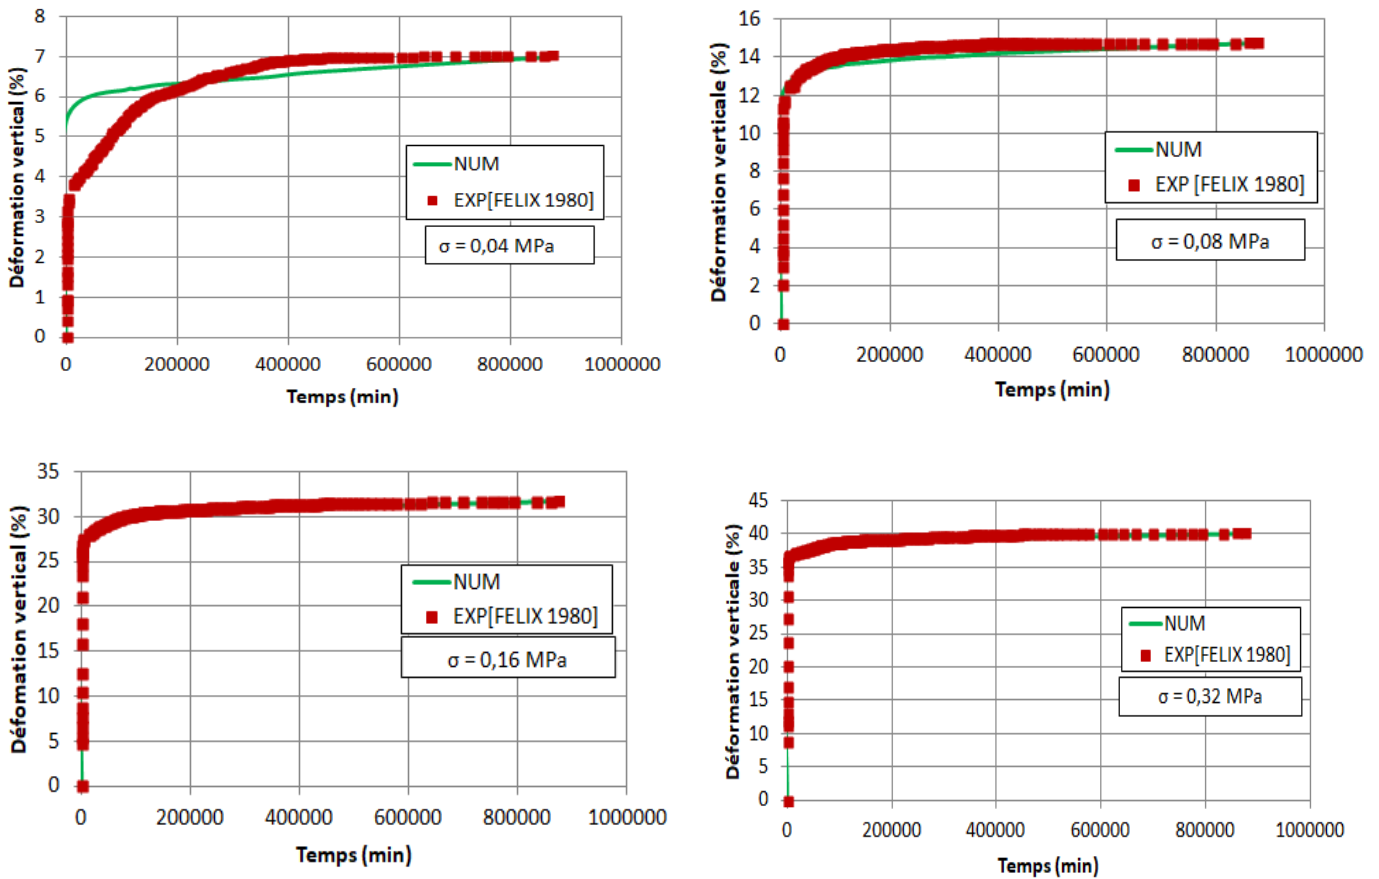 Déformation vertical (%)
8
7
6
5
4
3
2
1
0
NUM
EXP[FELIX 1980]
σ = 0,04 MPa
0 200000 400000 600000 800000 1000000
Temps (min)
Déformation verticale (%)
16
14
12
10
8
6
4
2
0
NUM
EXP [FELIX 1980]
σ = 0,08 MPa
0 200000 400000 600000 800000 1000000
Temps (min)
Défomation vertical (%)
35
30
25
20
15
10
5
0
NUM
EXP[FELIX 1980]
σ = 0,16 MPa
0 200000 400000 600000 800000 1000000
Temps (min)
Déformation verticale (%)
45
40
35
30
25
20
15
10
5
0
NUM
EXP[FELIX 1980]
σ = 0,32 MPa
0 200000 400000 600000 800000 1000000
Temps (min)